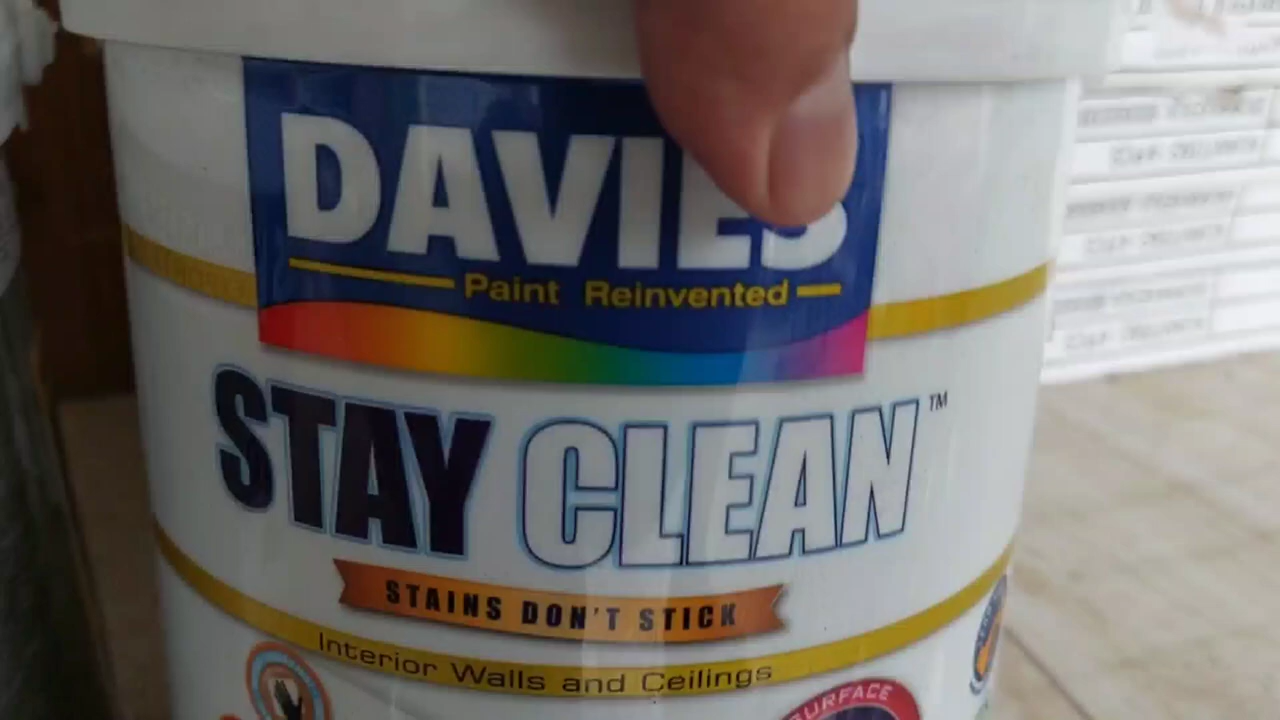 DAVIES
Paint Reinvented
STAY CLEAN™
STAINS DON'T STICK
Interior Walls and Ceilings
SURFACE